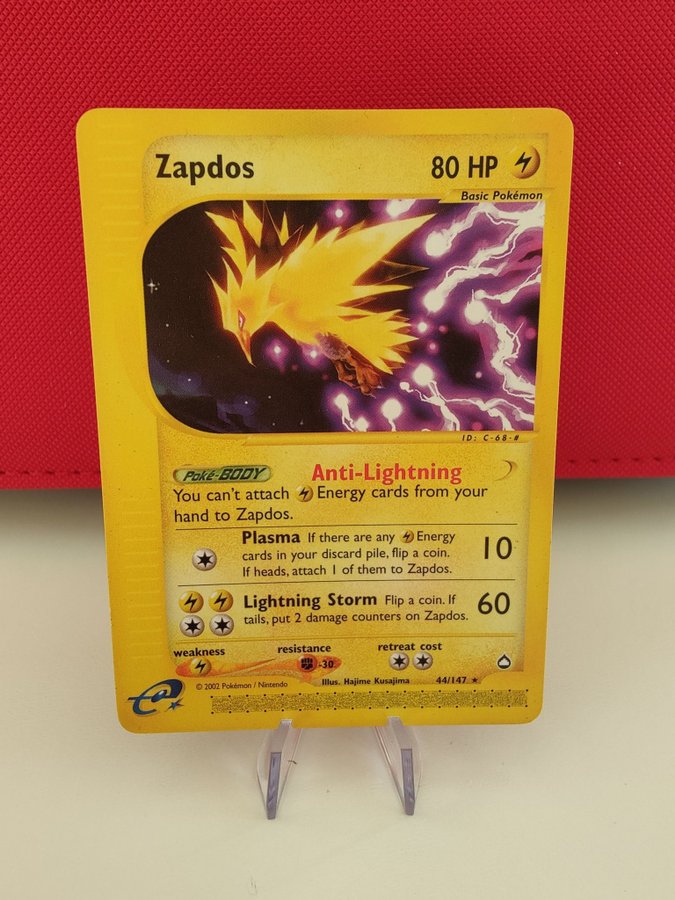 Zapdos 80 HP
Basic Pokémon
ID: C-68-#
Poké-BODY Anti-Lightning
You can't attach Energy cards from your
hand to Zapdos.
Plasma If there are any Energy
cards in your discard pile, flip a coin.
If heads, attach 1 of them to Zapdos.
10
Lightning Storm Flip a coin. If
tails, put 2 damage counters on Zapdos.
60
weakness resistance retreat cost
-30
© 2002 Pokémon / Nintendo Illus. Hajime Kusajima 44/147 ★
e